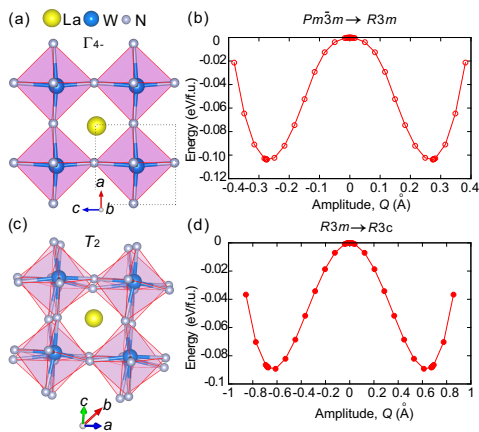 (a) La W N
Γ4-
a
c b
(b) Pm3̄m → R3m
Energy (eV/f.u.)
0
-0.02
-0.04
-0.06
-0.08
-0.10
-0.4 -0.3 -0.2 -0.1 0 0.1 0.2 0.3 0.4
Amplitude, Q (Å)
(c) T2
c b
a
(d) R3m → R3c
Energy (eV/f.u.)
0
-0.02
-0.04
-0.06
-0.08
-0.1
-1 -0.8 -0.6 -0.4 -0.2 0 0.2 0.4 0.6 0.8 1
Amplitude, Q (Å)